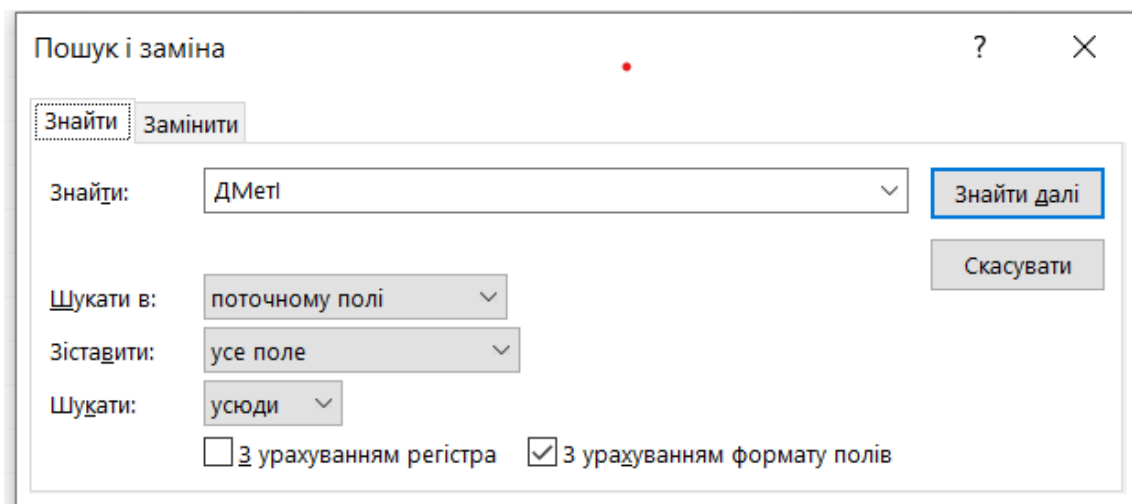 Пошук і заміна ?
Знайти Замінити
Знайти: ДМетІ Знайти далі
Скасувати
Шукати в: поточному полі
Зіставити: усе поле
Шукати: усюди
З урахуванням регістра З урахуванням формату полів